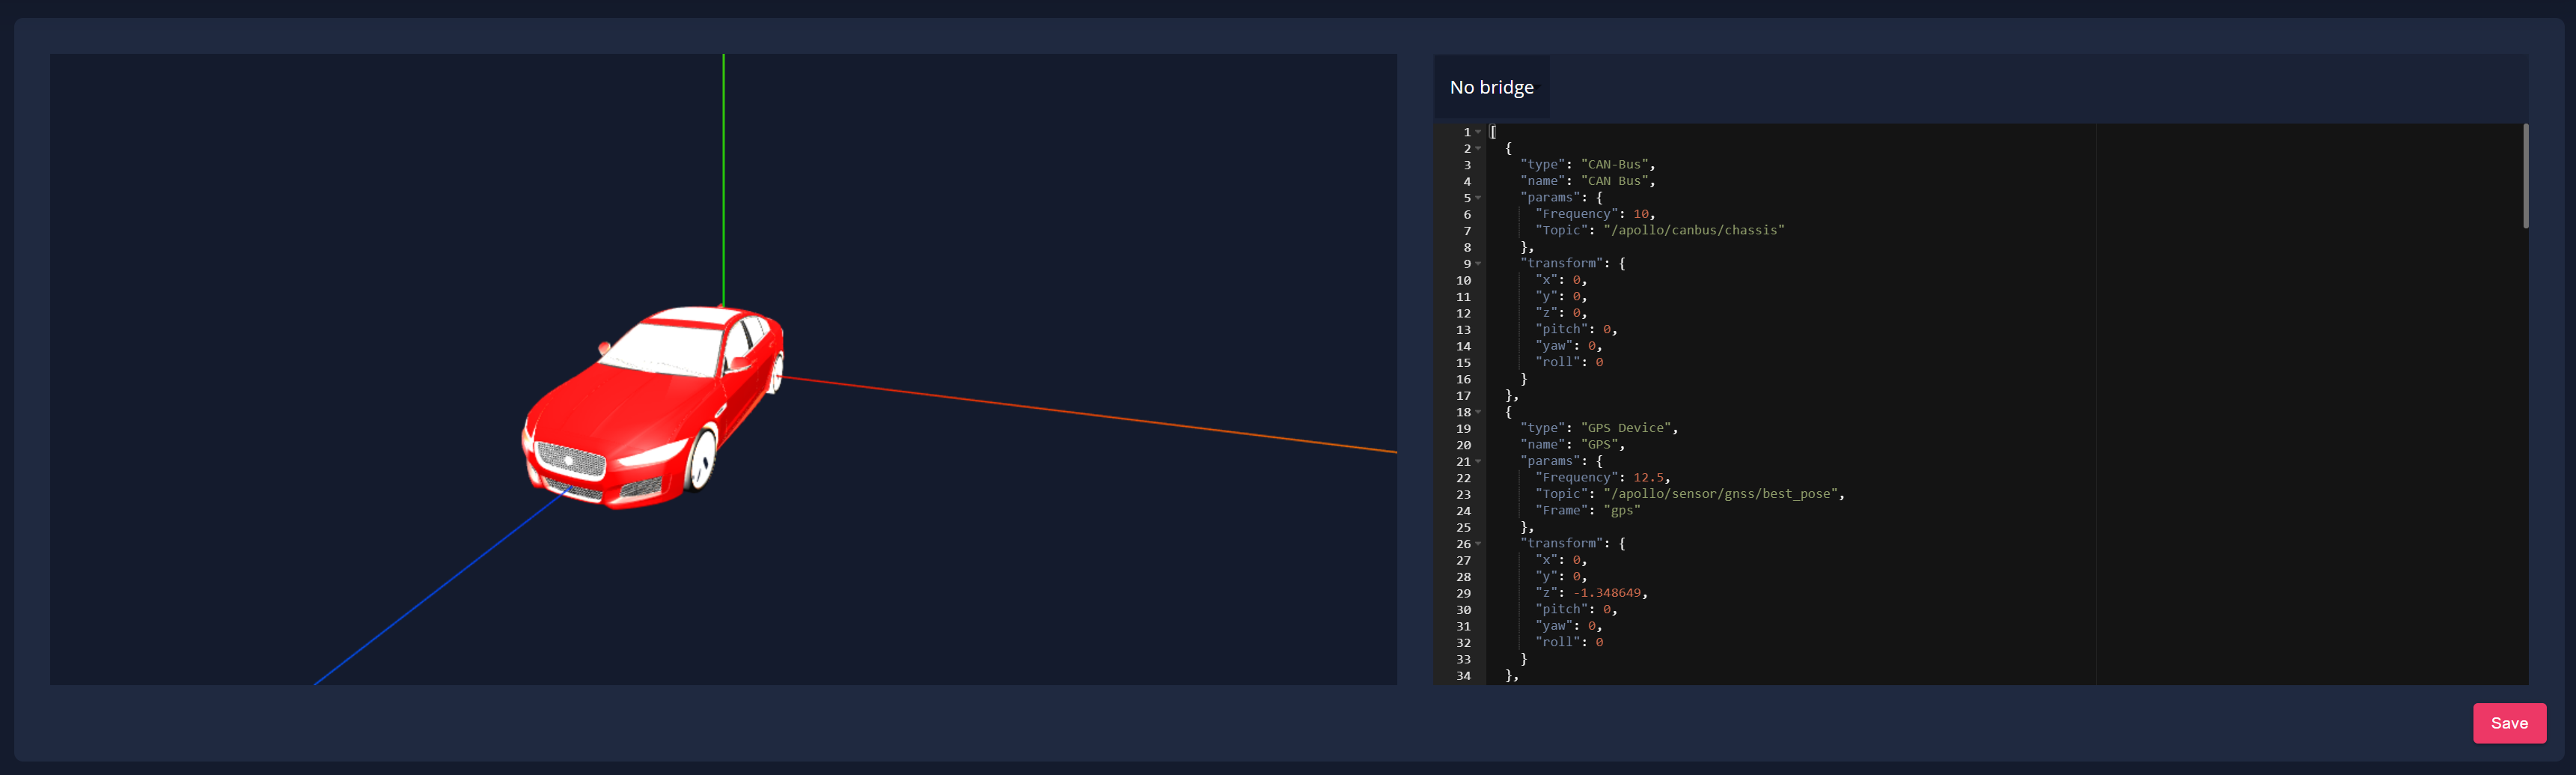 No bridge
1 [
2 {
3 "type": "CAN-Bus",
4 "name": "CAN Bus",
5 "params": {
6 "Frequency": 10,
7 "Topic": "/apollo/canbus/chassis"
8 },
9 "transform": {
10 "x": 0,
11 "y": 0,
12 "z": 0,
13 "pitch": 0,
14 "yaw": 0,
15 "roll": 0
16 }
17 },
18 {
19 "type": "GPS Device",
20 "name": "GPS",
21 "params": {
22 "Frequency": 12.5,
23 "Topic": "/apollo/sensor/gnss/best_pose",
24 "Frame": "gps"
25 },
26 "transform": {
27 "x": 0,
28 "y": 0,
29 "z": -1.348649,
30 "pitch": 0,
31 "yaw": 0,
32 "roll": 0
33 }
34 },
Save